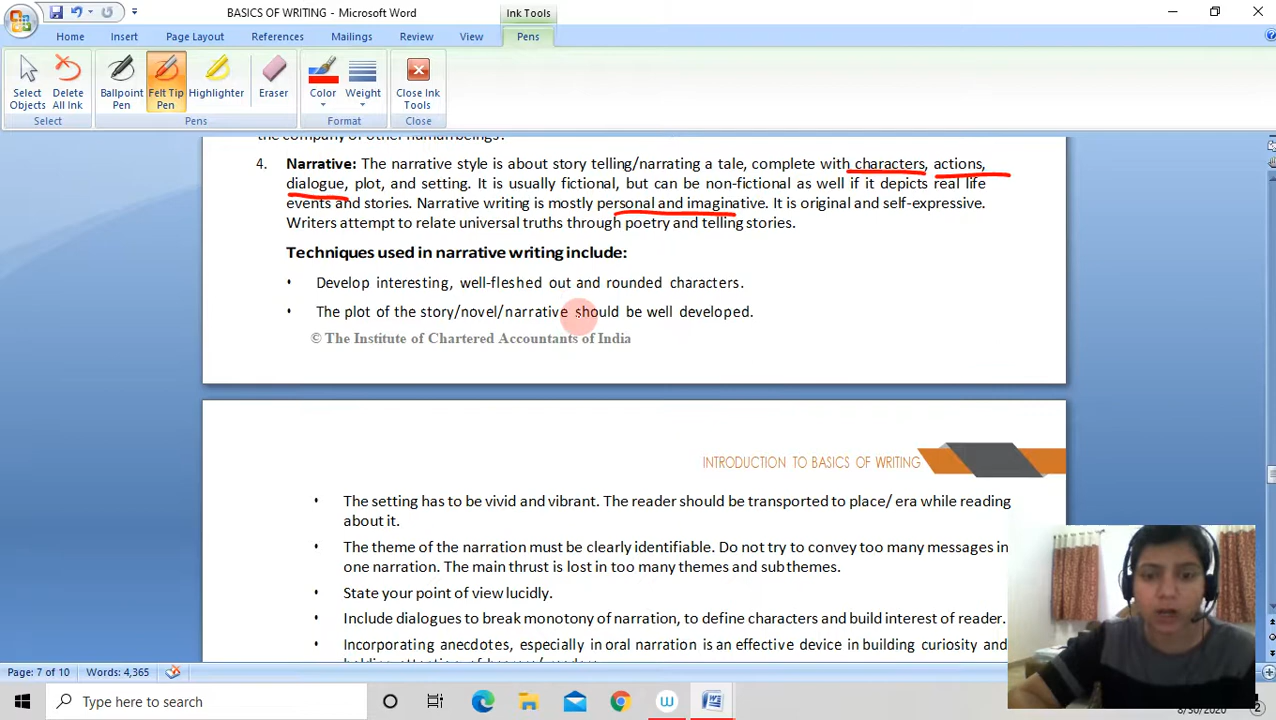 BASICS OF WRITING - Microsoft Word
Ink Tools
Home Insert Page Layout References Mailings Review View Pens
Select Objects
Delete All Ink
Ballpoint Pen
Felt Tip Pen
Highlighter
Eraser
Color
Weight
Close Ink Tools
Select Pens Format Close
the company of other human beings?
4. Narrative: The narrative style is about story telling/narrating a tale, complete with characters, actions,
dialogue, plot, and setting. It is usually fictional, but can be non-fictional as well if it depicts real life
events and stories. Narrative writing is mostly personal and imaginative. It is original and self-expressive.
Writers attempt to relate universal truths through poetry and telling stories.
Techniques used in narrative writing include:
• Develop interesting, well-fleshed out and rounded characters.
• The plot of the story/novel/narrative should be well developed.
© The Institute of Chartered Accountants of India
INTRODUCTION TO BASICS OF WRITING
• The setting has to be vivid and vibrant. The reader should be transported to place/ era while reading
about it.
• The theme of the narration must be clearly identifiable. Do not try to convey too many messages in
one narration. The main thrust is lost in too many themes and subthemes.
• State your point of view lucidly.
• Include dialogues to break monotony of narration, to define characters and build interest of reader.
• Incorporating anecdotes, especially in oral narration is an effective device in building curiosity and
Page: 7 of 10 Words: 4,365
Type here to search
8/30/2020